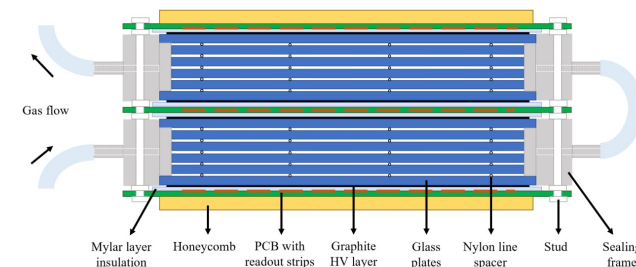 Gas flow
Mylar layer insulation
Honeycomb
PCB with readout strips
Graphite HV layer
Glass plates
Nylon line spacer
Stud
Sealing frame